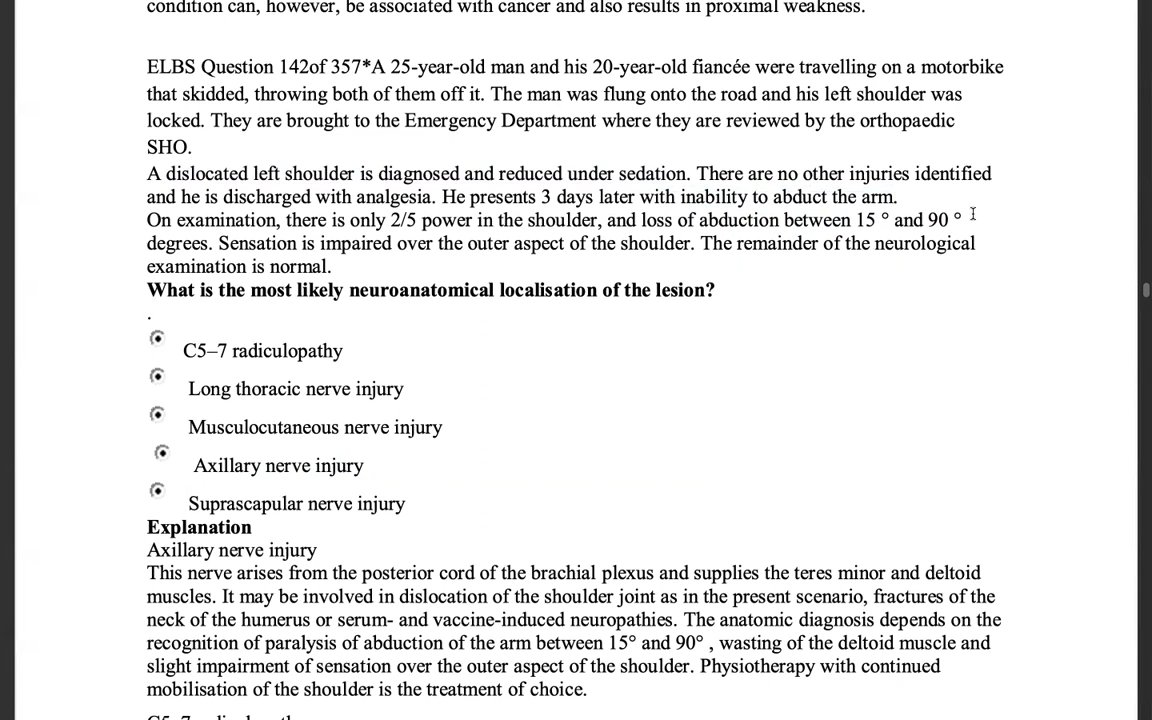 condition can, however, be associated with cancer and also results in proximal weakness.
ELBS Question 142of 357*A 25-year-old man and his 20-year-old fiancée were travelling on a motorbike
that skidded, throwing both of them off it. The man was flung onto the road and his left shoulder was
locked. They are brought to the Emergency Department where they are reviewed by the orthopaedic
SHO.
A dislocated left shoulder is diagnosed and reduced under sedation. There are no other injuries identified
and he is discharged with analgesia. He presents 3 days later with inability to abduct the arm.
On examination, there is only 2/5 power in the shoulder, and loss of abduction between 15 ° and 90 °
degrees. Sensation is impaired over the outer aspect of the shoulder. The remainder of the neurological
examination is normal.
What is the most likely neuroanatomical localisation of the lesion?
.
C5–7 radiculopathy
Long thoracic nerve injury
Musculocutaneous nerve injury
Axillary nerve injury
Suprascapular nerve injury
Explanation
Axillary nerve injury
This nerve arises from the posterior cord of the brachial plexus and supplies the teres minor and deltoid
muscles. It may be involved in dislocation of the shoulder joint as in the present scenario, fractures of the
neck of the humerus or serum- and vaccine-induced neuropathies. The anatomic diagnosis depends on the
recognition of paralysis of abduction of the arm between 15° and 90° , wasting of the deltoid muscle and
slight impairment of sensation over the outer aspect of the shoulder. Physiotherapy with continued
mobilisation of the shoulder is the treatment of choice.